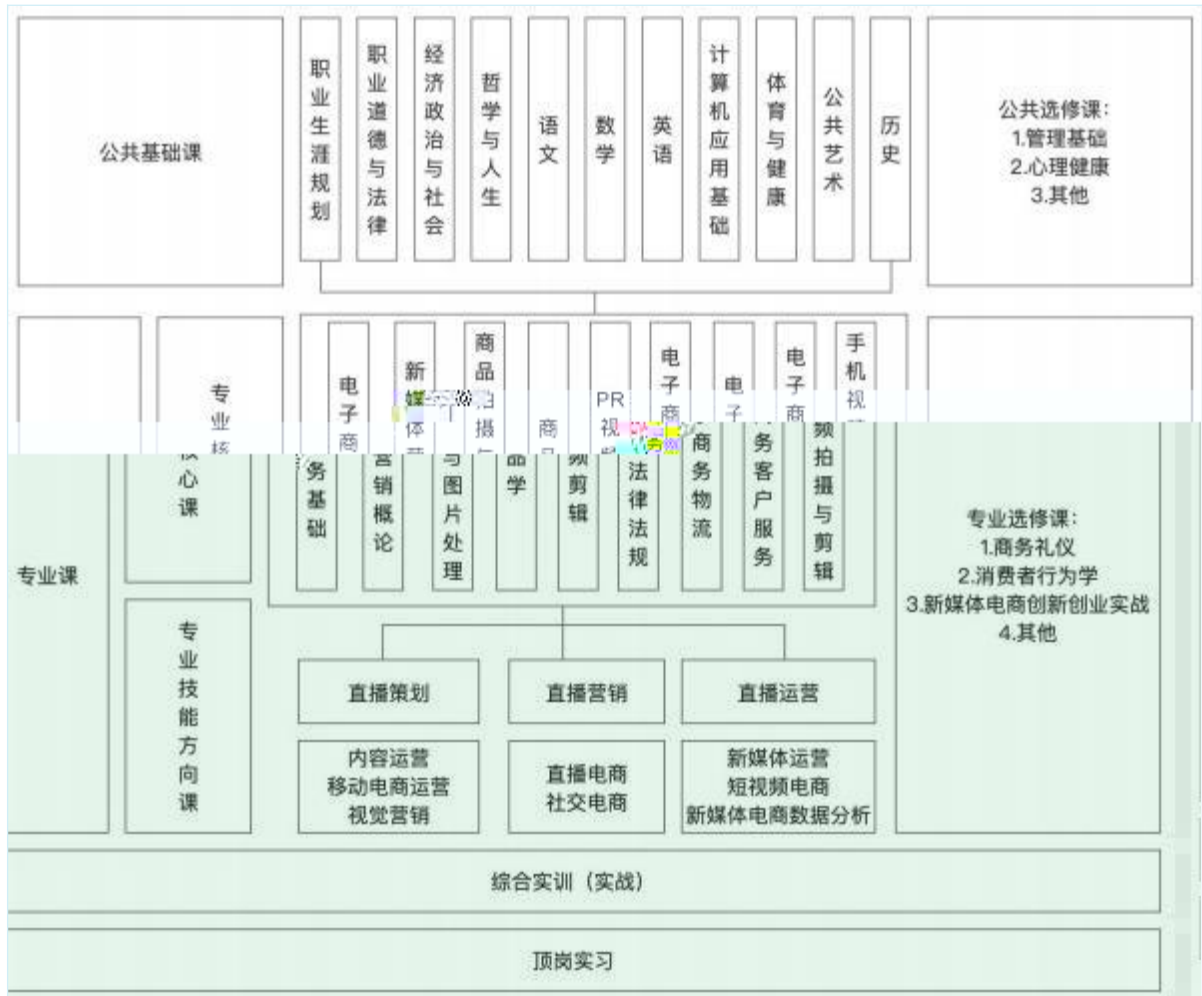 公共基础课
职业生涯规划
职业道德与法律
经济政治与社会
哲学与人生
语文
数学
英语
计算机应用基础
体育与健康
公共艺术
历史
公共选修课：
1.管理基础
2.心理健康
3.其他
专业课
专业核心课
电子商务基础
新媒体营销概论
商品拍摄与图片处理
商品学
PR视频剪辑
电子商务法律法规
电子商务物流
电子商务客户服务
手机视频拍摄与剪辑
专业选修课：
1.商务礼仪
2.消费者行为学
3.新媒体电商创新创业实战
4.其他
专业技能方向课
直播策划
直播营销
直播运营
内容运营
移动电商运营
视觉营销
直播电商
社交电商
新媒体运营
短视频电商
新媒体电商数据分析
综合实训（实战）
顶岗实习